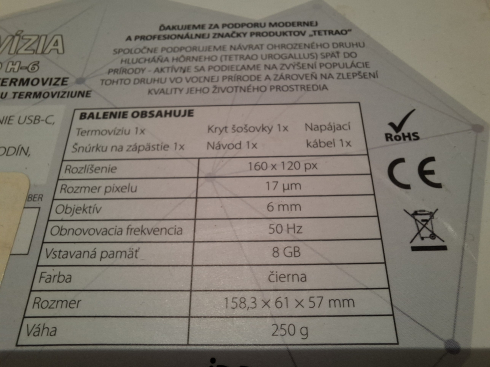 ĎAKUJEME ZA PODPORU MODERNEJ
A PROFESIONÁLNEJ ZNAČKY PRODUKTOV „TETRAO“
SPOLOČNE PODPORUJEME NÁVRAT OHROZENÉHO DRUHU
HLUCHÁŇA HÔRNEHO (TETRAO UROGALLUS) SPÄŤ DO
PRÍRODY - AKTÍVNE SA PODIEĽAME NA ZVÝŠENÍ POPULÁCIE
TOHTO DRUHU VO VOĽNEJ PRÍRODE A ZÁROVEŇ NA ZLEPŠENÍ
KVALITY JEHO ŽIVOTNÉHO PROSTREDIA
VÍZIA
H-6
TERMOVÍZE
U TERMOVÍZIUNE
NIE USB-C,
ODÍN,
BER
BALENIE OBSAHUJE
Termovíziu 1x Kryt šošovky 1x Napájací
Šnúrku na zápästie 1x Návod 1x kábel 1x
Rozlíšenie 160 x 120 px
Rozmer pixelu 17 µm
Objektív 6 mm
Obnovovacia frekvencia 50 Hz
Vstavaná pamäť 8 GB
Farba čierna
Rozmer 158,3 × 61 × 57 mm
Váha 250 g
RoHS
CE